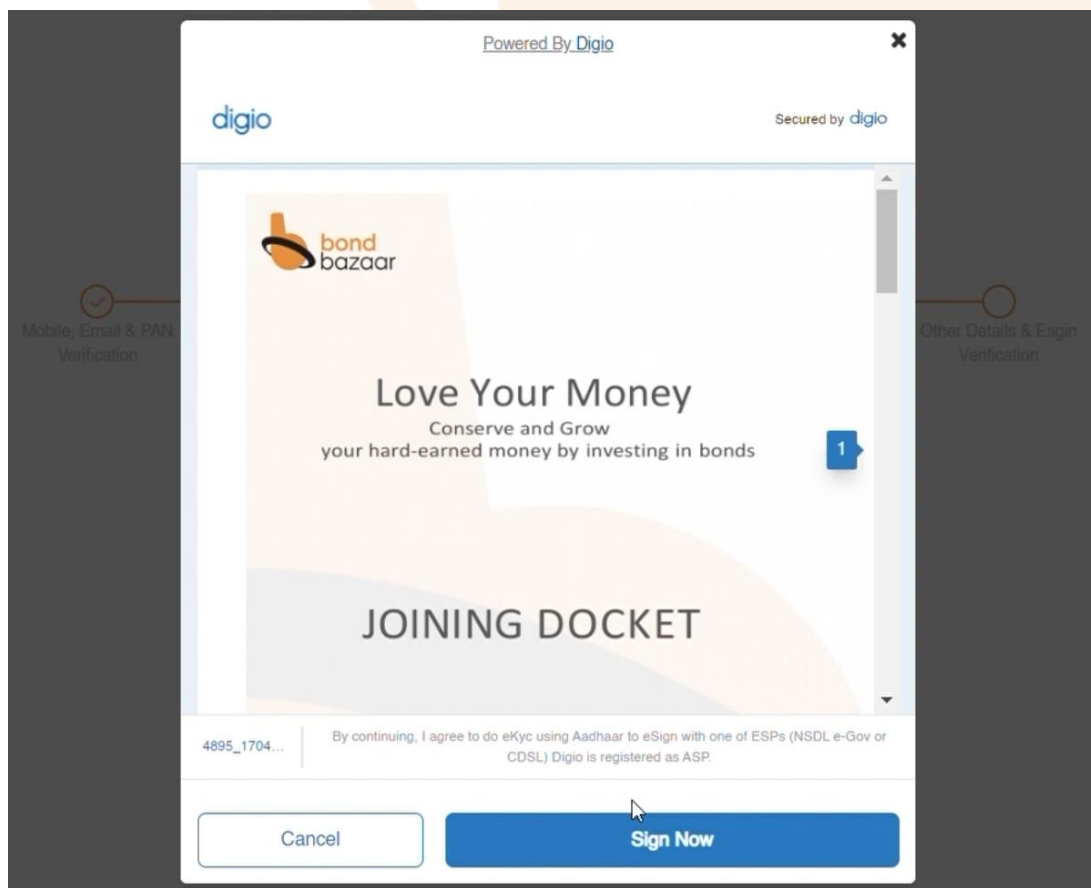 Powered By Digio
digio
Secured by digio
bond
bazaar
Mobile, Email & PAN
Verification
Other Details & Esgin
Verification
Love Your Money
Conserve and Grow
your hard-earned money by investing in bonds
1
JOINING DOCKET
4895_1704...
By continuing, I agree to do eKyc using Aadhaar to eSign with one of ESPs (NSDL e-Gov or
CDSL) Digio is registered as ASP.
Cancel
Sign Now